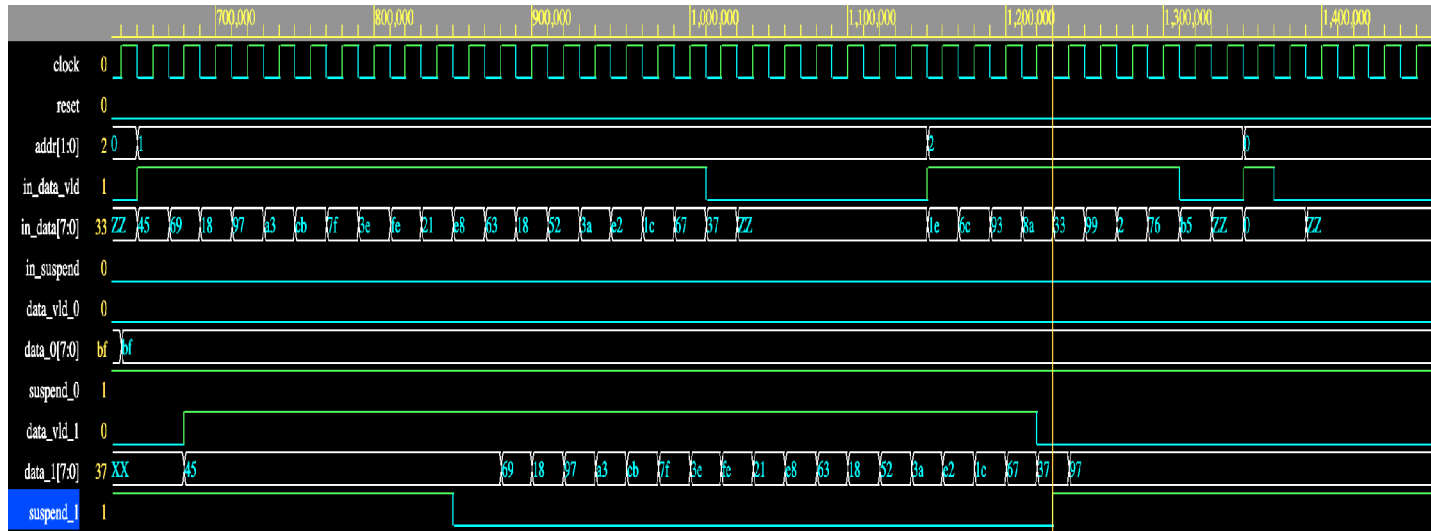 700,000 800,000 900,000 1,000,000 1,100,000 1,200,000 1,300,000 1,400,000
clock 0
reset 0
addr[1:0] 2 0 1 2 0
in_data_vld 1
in_data[7:0] 33 ZZ 45 69 18 97 a3 cb 7f 3e fe 21 e8 63 18 52 3a e2 1c 67 37 ZZ 1e 6c 93 8a 33 99 2 76 b5 ZZ 0 ZZ
in_suspend 0
data_vld_0 0
data_0[7:0] bf bf
suspend_0 1
data_vld_1 0
data_1[7:0] 37 XX 45 69 18 97 a3 cb 7f 3e fe 21 e8 63 18 52 3a e2 1c 67 37 97
suspend_1 1